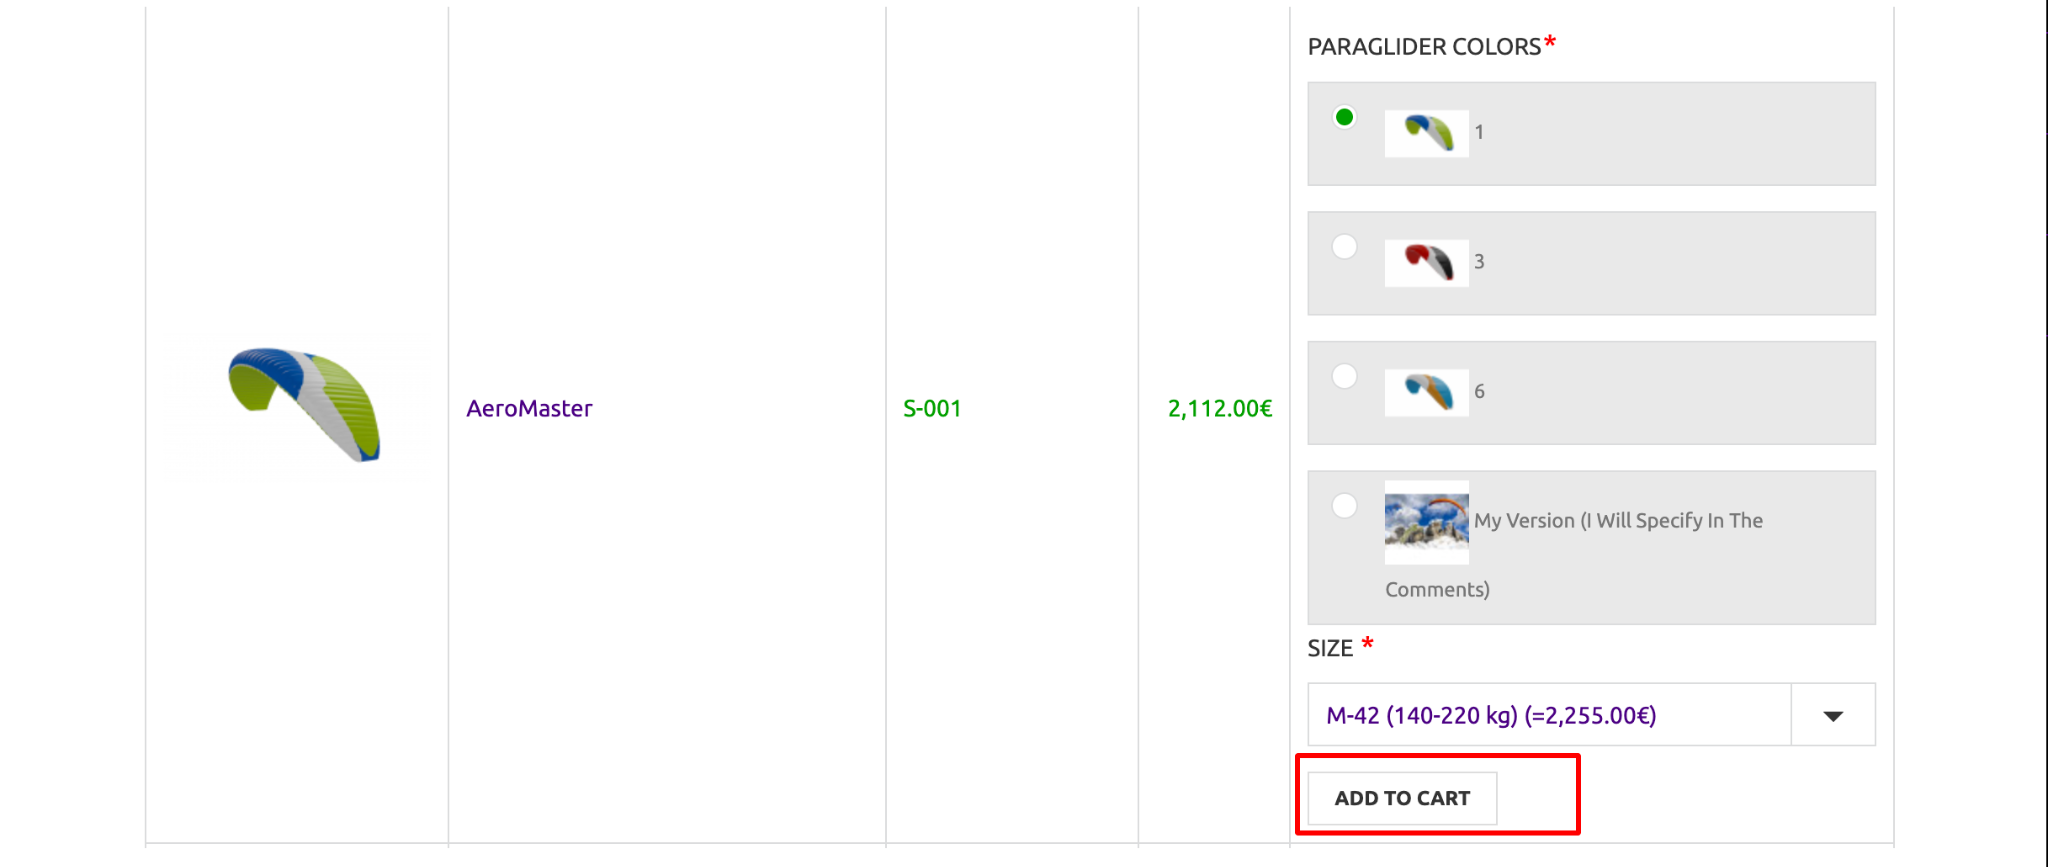 PARAGLIDER COLORS*
1
3
6
My Version (I Will Specify In The
Comments)
AeroMaster
S-001
2,112.00€
SIZE *
M-42 (140-220 kg) (=2,255.00€)
ADD TO CART